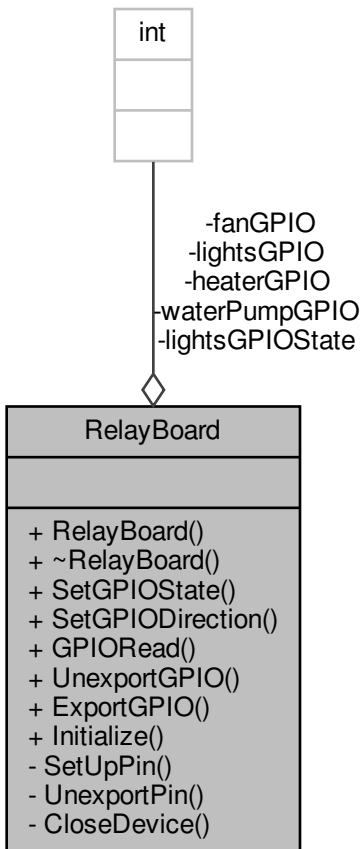 int
-fanGPIO
-lightsGPIO
-heaterGPIO
-waterPumpGPIO
-lightsGPIOState
RelayBoard
+ RelayBoard()
+ ~RelayBoard()
+ SetGPIOState()
+ SetGPIODirection()
+ GPIORead()
+ UnexportGPIO()
+ ExportGPIO()
+ Initialize()
- SetUpPin()
- UnexportPin()
- CloseDevice()